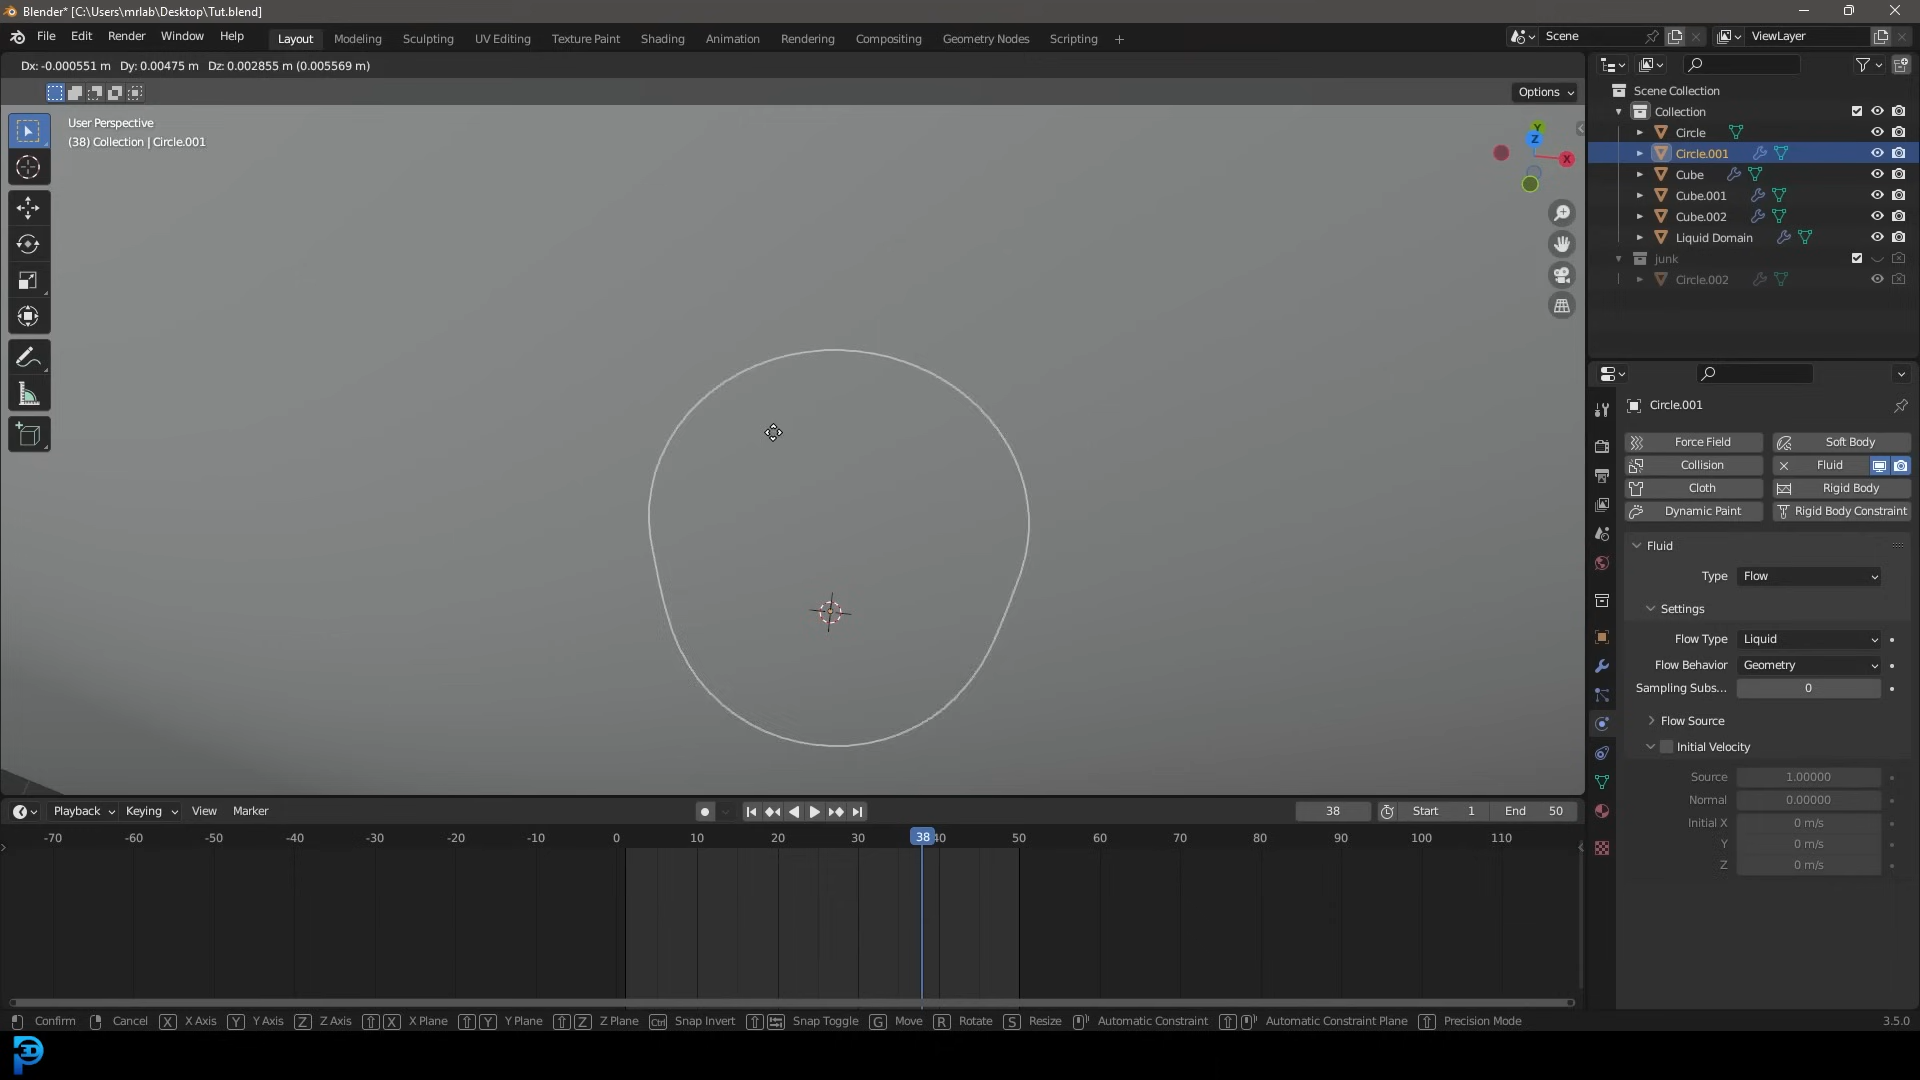 Blender* [C:\Users\mrlab\Desktop\Tut.blend]
File Edit Render Window Help Layout Modeling Sculpting UV Editing Texture Paint Shading Animation Rendering Compositing Geometry Nodes Scripting + Scene ViewLayer
Dx: -0.000551 m Dy: 0.00475 m Dz: 0.002855 m (0.005569 m)
Options
User Perspective
(38) Collection | Circle.001
Y
Z
X
Scene Collection
Collection
Circle
Circle.001
Cube
Cube.001
Cube.002
Liquid Domain
junk
Circle.002
Circle.001
Force Field Soft Body
Collision Fluid
Cloth Rigid Body
Dynamic Paint Rigid Body Constraint
Fluid
Type Flow
Settings
Flow Type Liquid
Flow Behavior Geometry
Sampling Subs... 0
Flow Source
Initial Velocity
Source 1.00000
Normal 0.00000
Initial X 0 m/s
Y 0 m/s
Z 0 m/s
Playback Keying View Marker 38 Start 1 End 50
-70 -60 -50 -40 -30 -20 -10 0 10 20 30 38 40 50 60 70 80 90 100 110
Confirm Cancel X X Axis Y Y Axis Z Z Axis X X Plane Y Y Plane Z Z Plane Ctrl Snap Invert Snap Toggle G Move R Rotate S Resize Automatic Constraint Automatic Constraint Plane Precision Mode 3.5.0